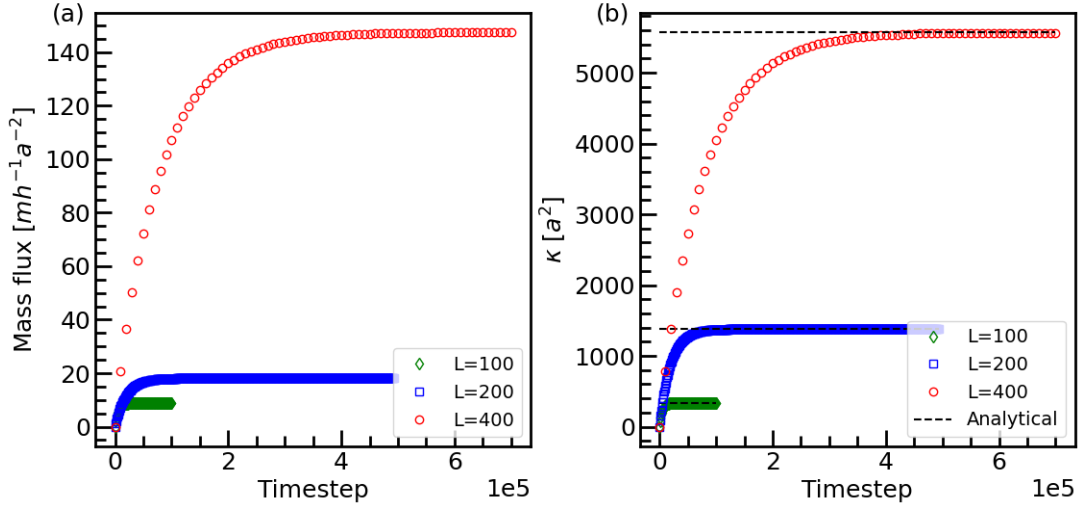 (a)
Mass flux [mh⁻¹a⁻²]
140
120
100
80
60
40
20
0
L=100
L=200
L=400
0 2 4 6
1e5
Timestep
(b)
κ [a²]
5000
4000
3000
2000
1000
0
L=100
L=200
L=400
Analytical
0 2 4 6
1e5
Timestep